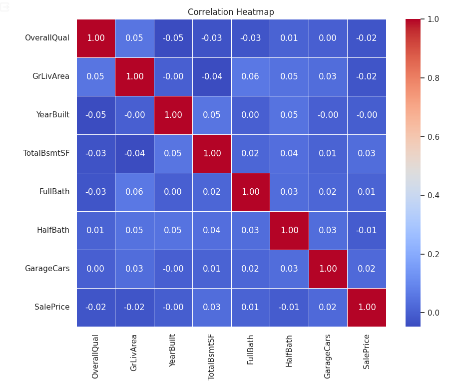 Correlation Heatmap
OverallQual 1.00 0.05 -0.05 -0.03 -0.03 0.01 0.00 -0.02
GrLivArea 0.05 1.00 -0.00 -0.04 0.06 0.05 0.03 -0.02
YearBuilt -0.05 -0.00 1.00 0.05 0.00 0.05 -0.00 -0.00
TotalBsmtSF -0.03 -0.04 0.05 1.00 0.02 0.04 0.01 0.03
FullBath -0.03 0.06 0.00 0.02 1.00 0.03 0.02 0.01
HalfBath 0.01 0.05 0.05 0.04 0.03 1.00 0.03 -0.01
GarageCars 0.00 0.03 -0.00 0.01 0.02 0.03 1.00 0.02
SalePrice -0.02 -0.02 -0.00 0.03 0.01 -0.01 0.02 1.00
OverallQual GrLivArea YearBuilt TotalBsmtSF FullBath HalfBath GarageCars SalePrice
1.0
0.8
0.6
0.4
0.2
0.0